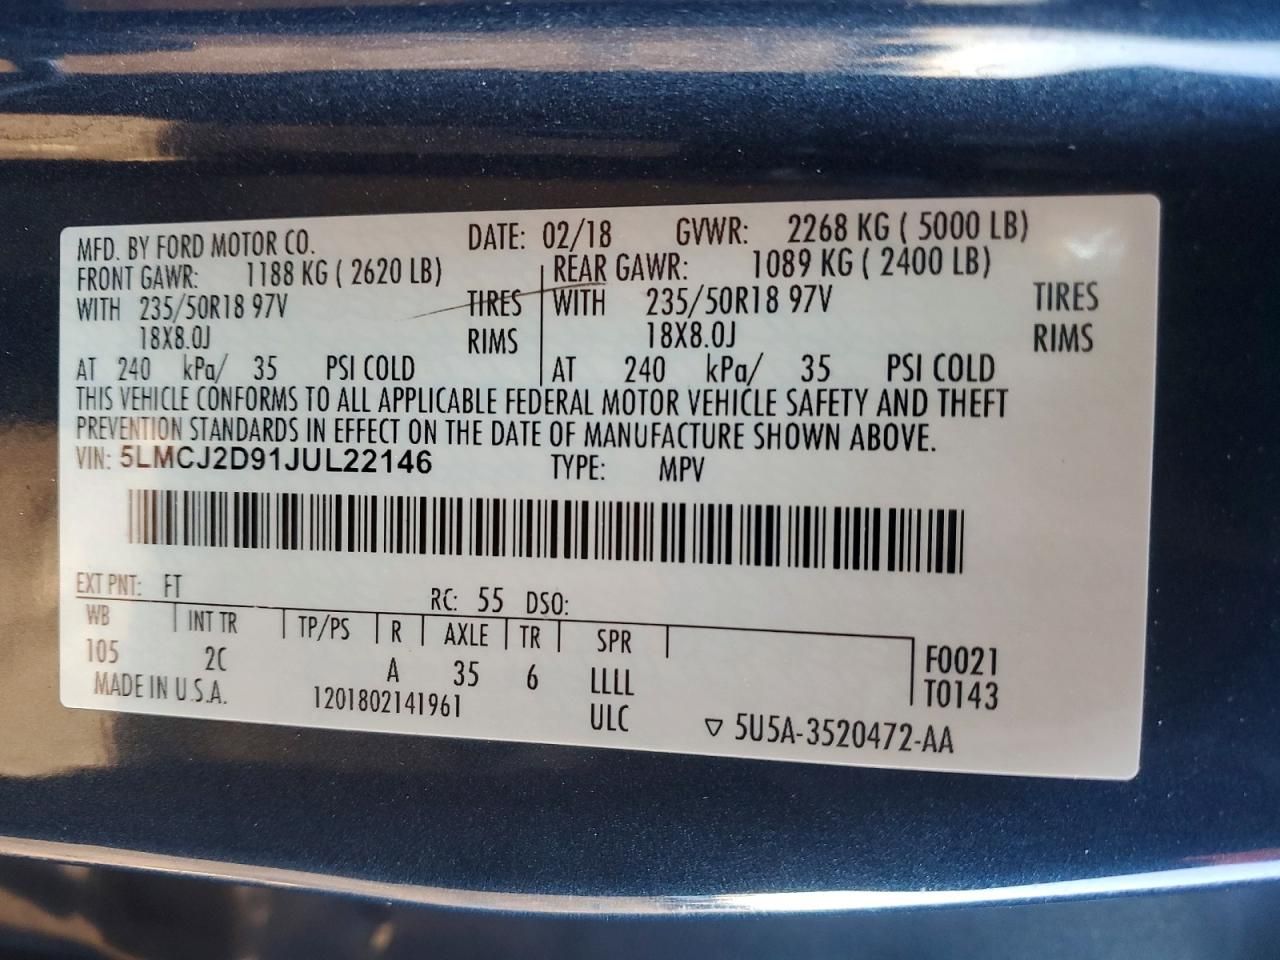 MFD. BY FORD MOTOR CO. DATE: 02/18 GVWR: 2268 KG ( 5000 LB)
FRONT GAWR: 1188 KG ( 2620 LB) REAR GAWR: 1089 KG ( 2400 LB)
WITH 235/50R18 97V TIRES WITH 235/50R18 97V TIRES
18X8.0J RIMS 18X8.0J RIMS
AT 240 kPa/ 35 PSI COLD AT 240 kPa/ 35 PSI COLD
THIS VEHICLE CONFORMS TO ALL APPLICABLE FEDERAL MOTOR VEHICLE SAFETY AND THEFT
PREVENTION STANDARDS IN EFFECT ON THE DATE OF MANUFACTURE SHOWN ABOVE.
VIN: 5LMCJ2D91JUL22146 TYPE: MPV
EXT PNT: FT RC: 55 DSO:
WB INT TR TP/PS R AXLE TR SPR
105 2C A 35 6 LLLL F0021
MADE IN U.S.A. 1201802141961 ULC T0143
▽ 5U5A-3520472-AA